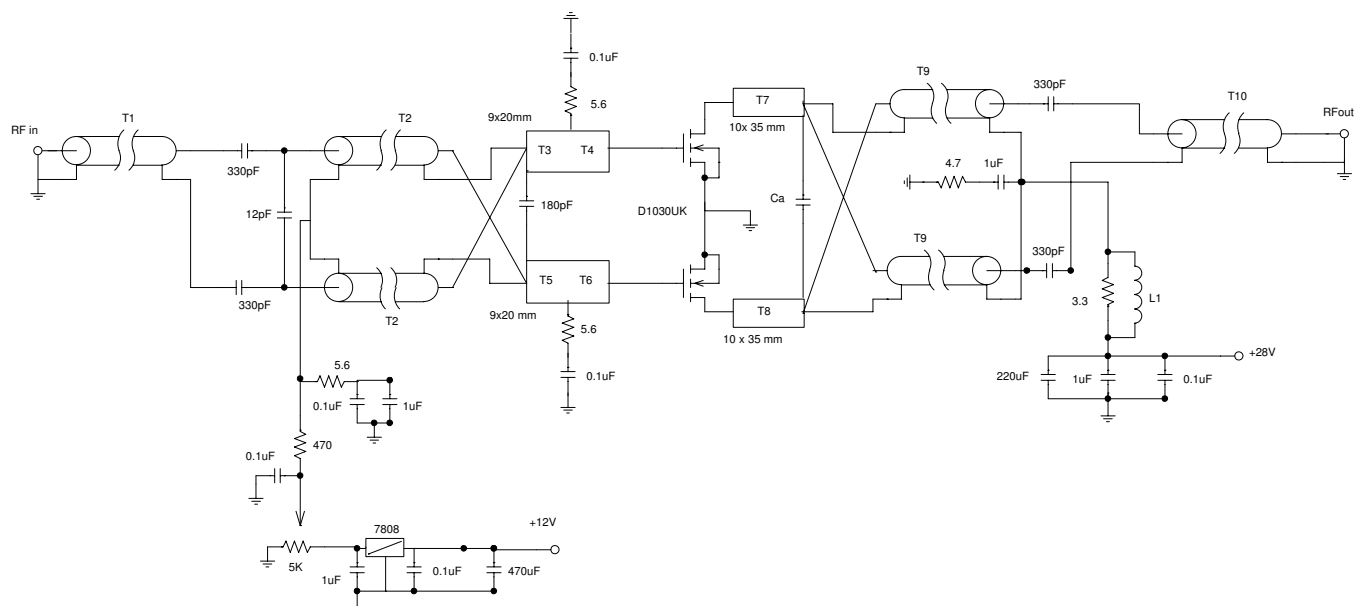 0.1uF
5.6
9x20mm
T1
T2
T3
T4
T7
10x 35 mm
T9
330pF
T10
RF in
RFout
330pF
4.7
1uF
12pF
180pF
D1030UK
Ca
T9
330pF
T5
T6
T8
330pF
T2
9x20 mm
5.6
10 x 35 mm
3.3
L1
+28V
5.6
0.1uF
220uF
1uF
0.1uF
0.1uF
1uF
470
0.1uF
+12V
7808
5K
1uF
0.1uF
470uF